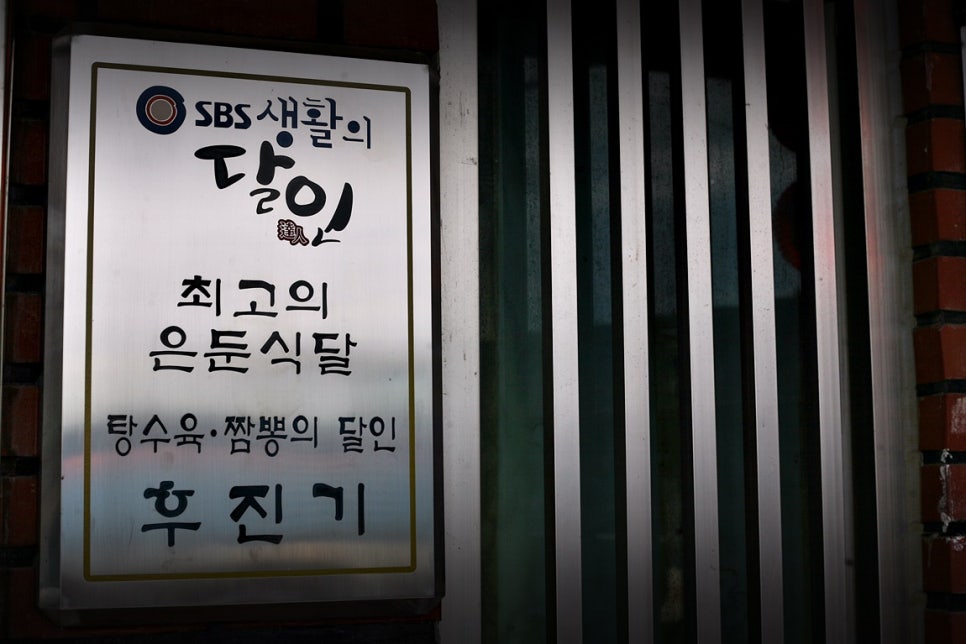 SBS 생활의
달인
達人
최고의
은둔식달
탕수육·짬뽕의 달인
후진기